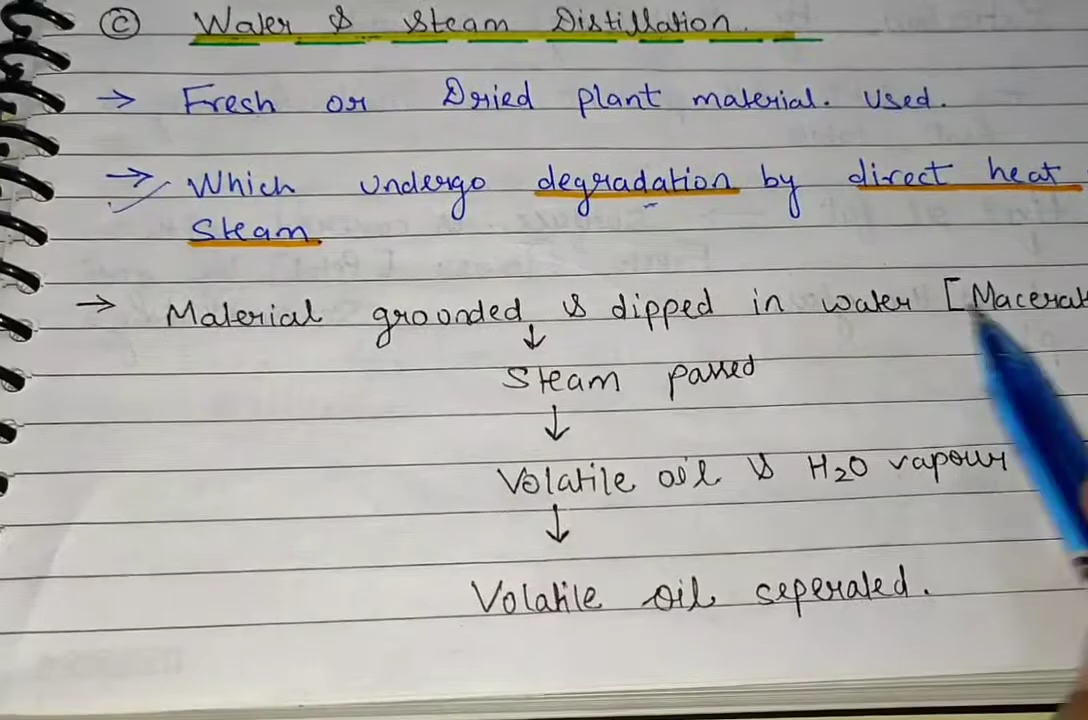 © Water & Steam Distillation.
→ Fresh or Dried plant material. used.
→ Which undergo degradation by direct heat
Steam.
→ Material grounded & dipped in water [Macerat
↓
Steam passed
↓
Volatile oil & H2O vapour
↓
Volatile oil seperated.